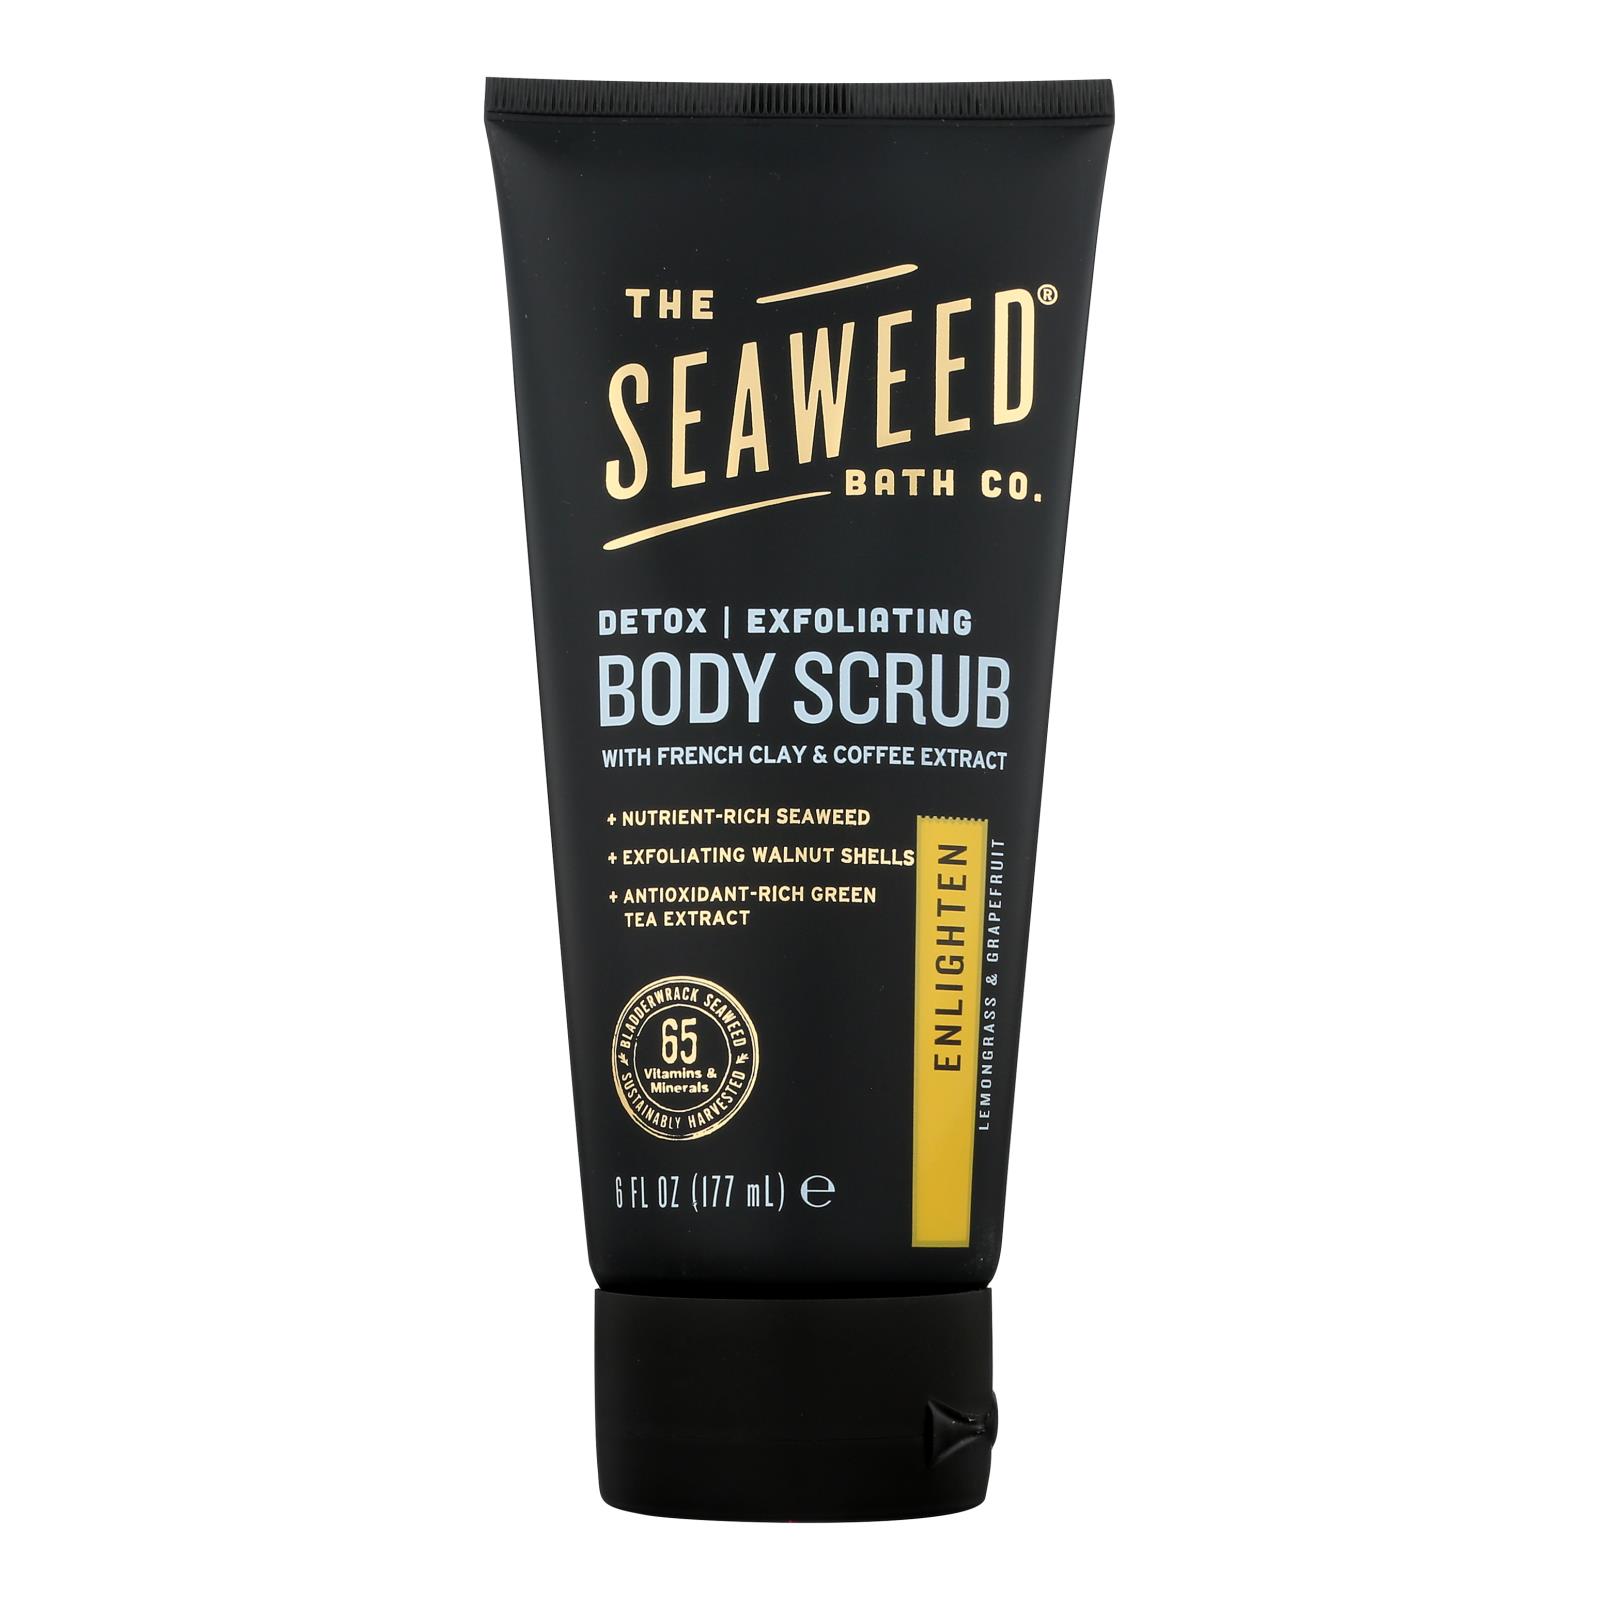 THE
SEAWEED®
BATH CO.
DETOX | EXFOLIATING
BODY SCRUB
WITH FRENCH CLAY & COFFEE EXTRACT
+ NUTRIENT-RICH SEAWEED
+ EXFOLIATING WALNUT SHELLS
+ ANTIOXIDANT-RICH GREEN
TEA EXTRACT
ENLIGHTEN
LEMONGRASS & GRAPEFRUIT
BLADDERWRACK SEAWEED
65
Vitamins &
Minerals
SUSTAINABLY HARVESTED
6 FL OZ (177 mL) ℮